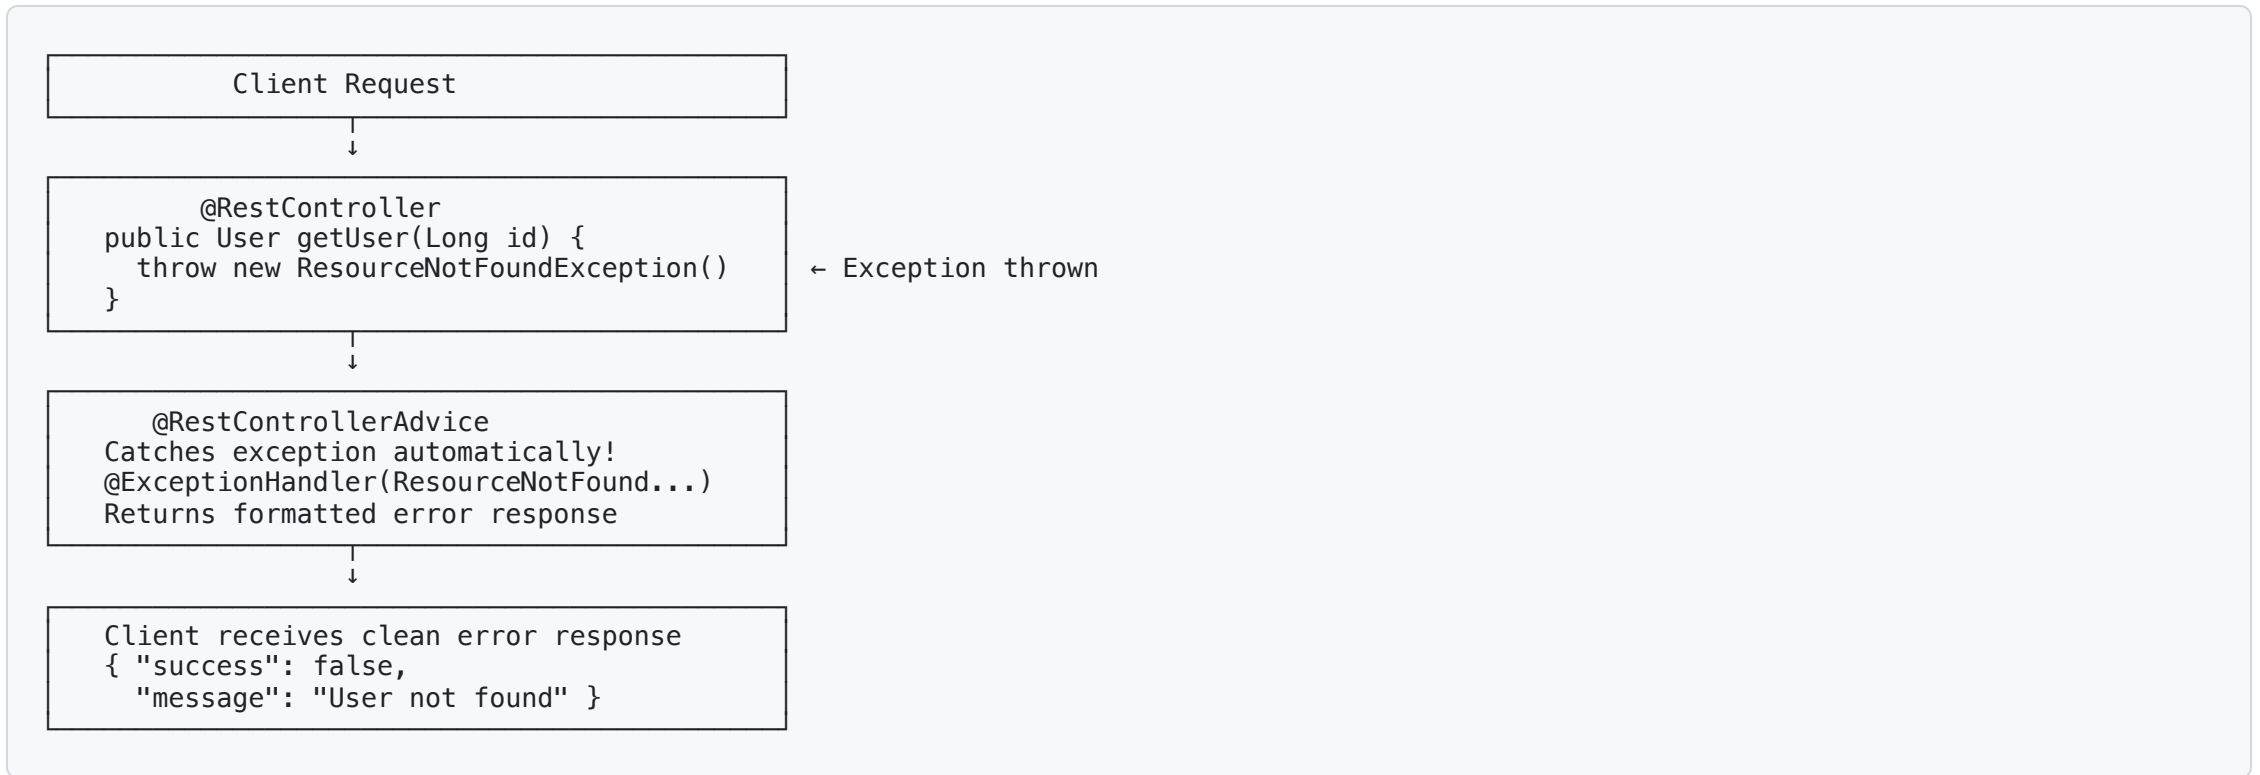 Client Request
↓
@RestController
public User getUser(Long id) {
throw new ResourceNotFoundException() ← Exception thrown
}
↓
@RestControllerAdvice
Catches exception automatically!
@ExceptionHandler(ResourceNotFound...)
Returns formatted error response
↓
Client receives clean error response
{ "success": false,
"message": "User not found" }